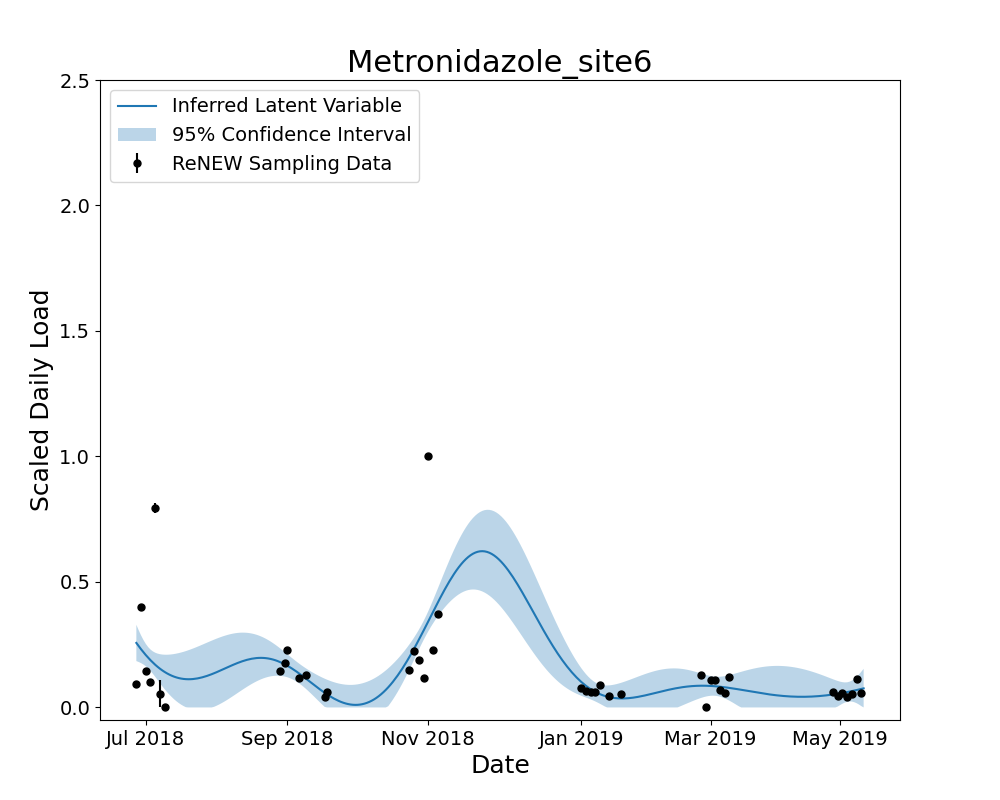 Metronidazole_site6
2.5
2.0
1.5
1.0
0.5
0.0
Scaled Daily Load
Inferred Latent Variable
95% Confidence Interval
ReNEW Sampling Data
Jul 2018 Sep 2018 Nov 2018 Jan 2019 Mar 2019 May 2019
Date